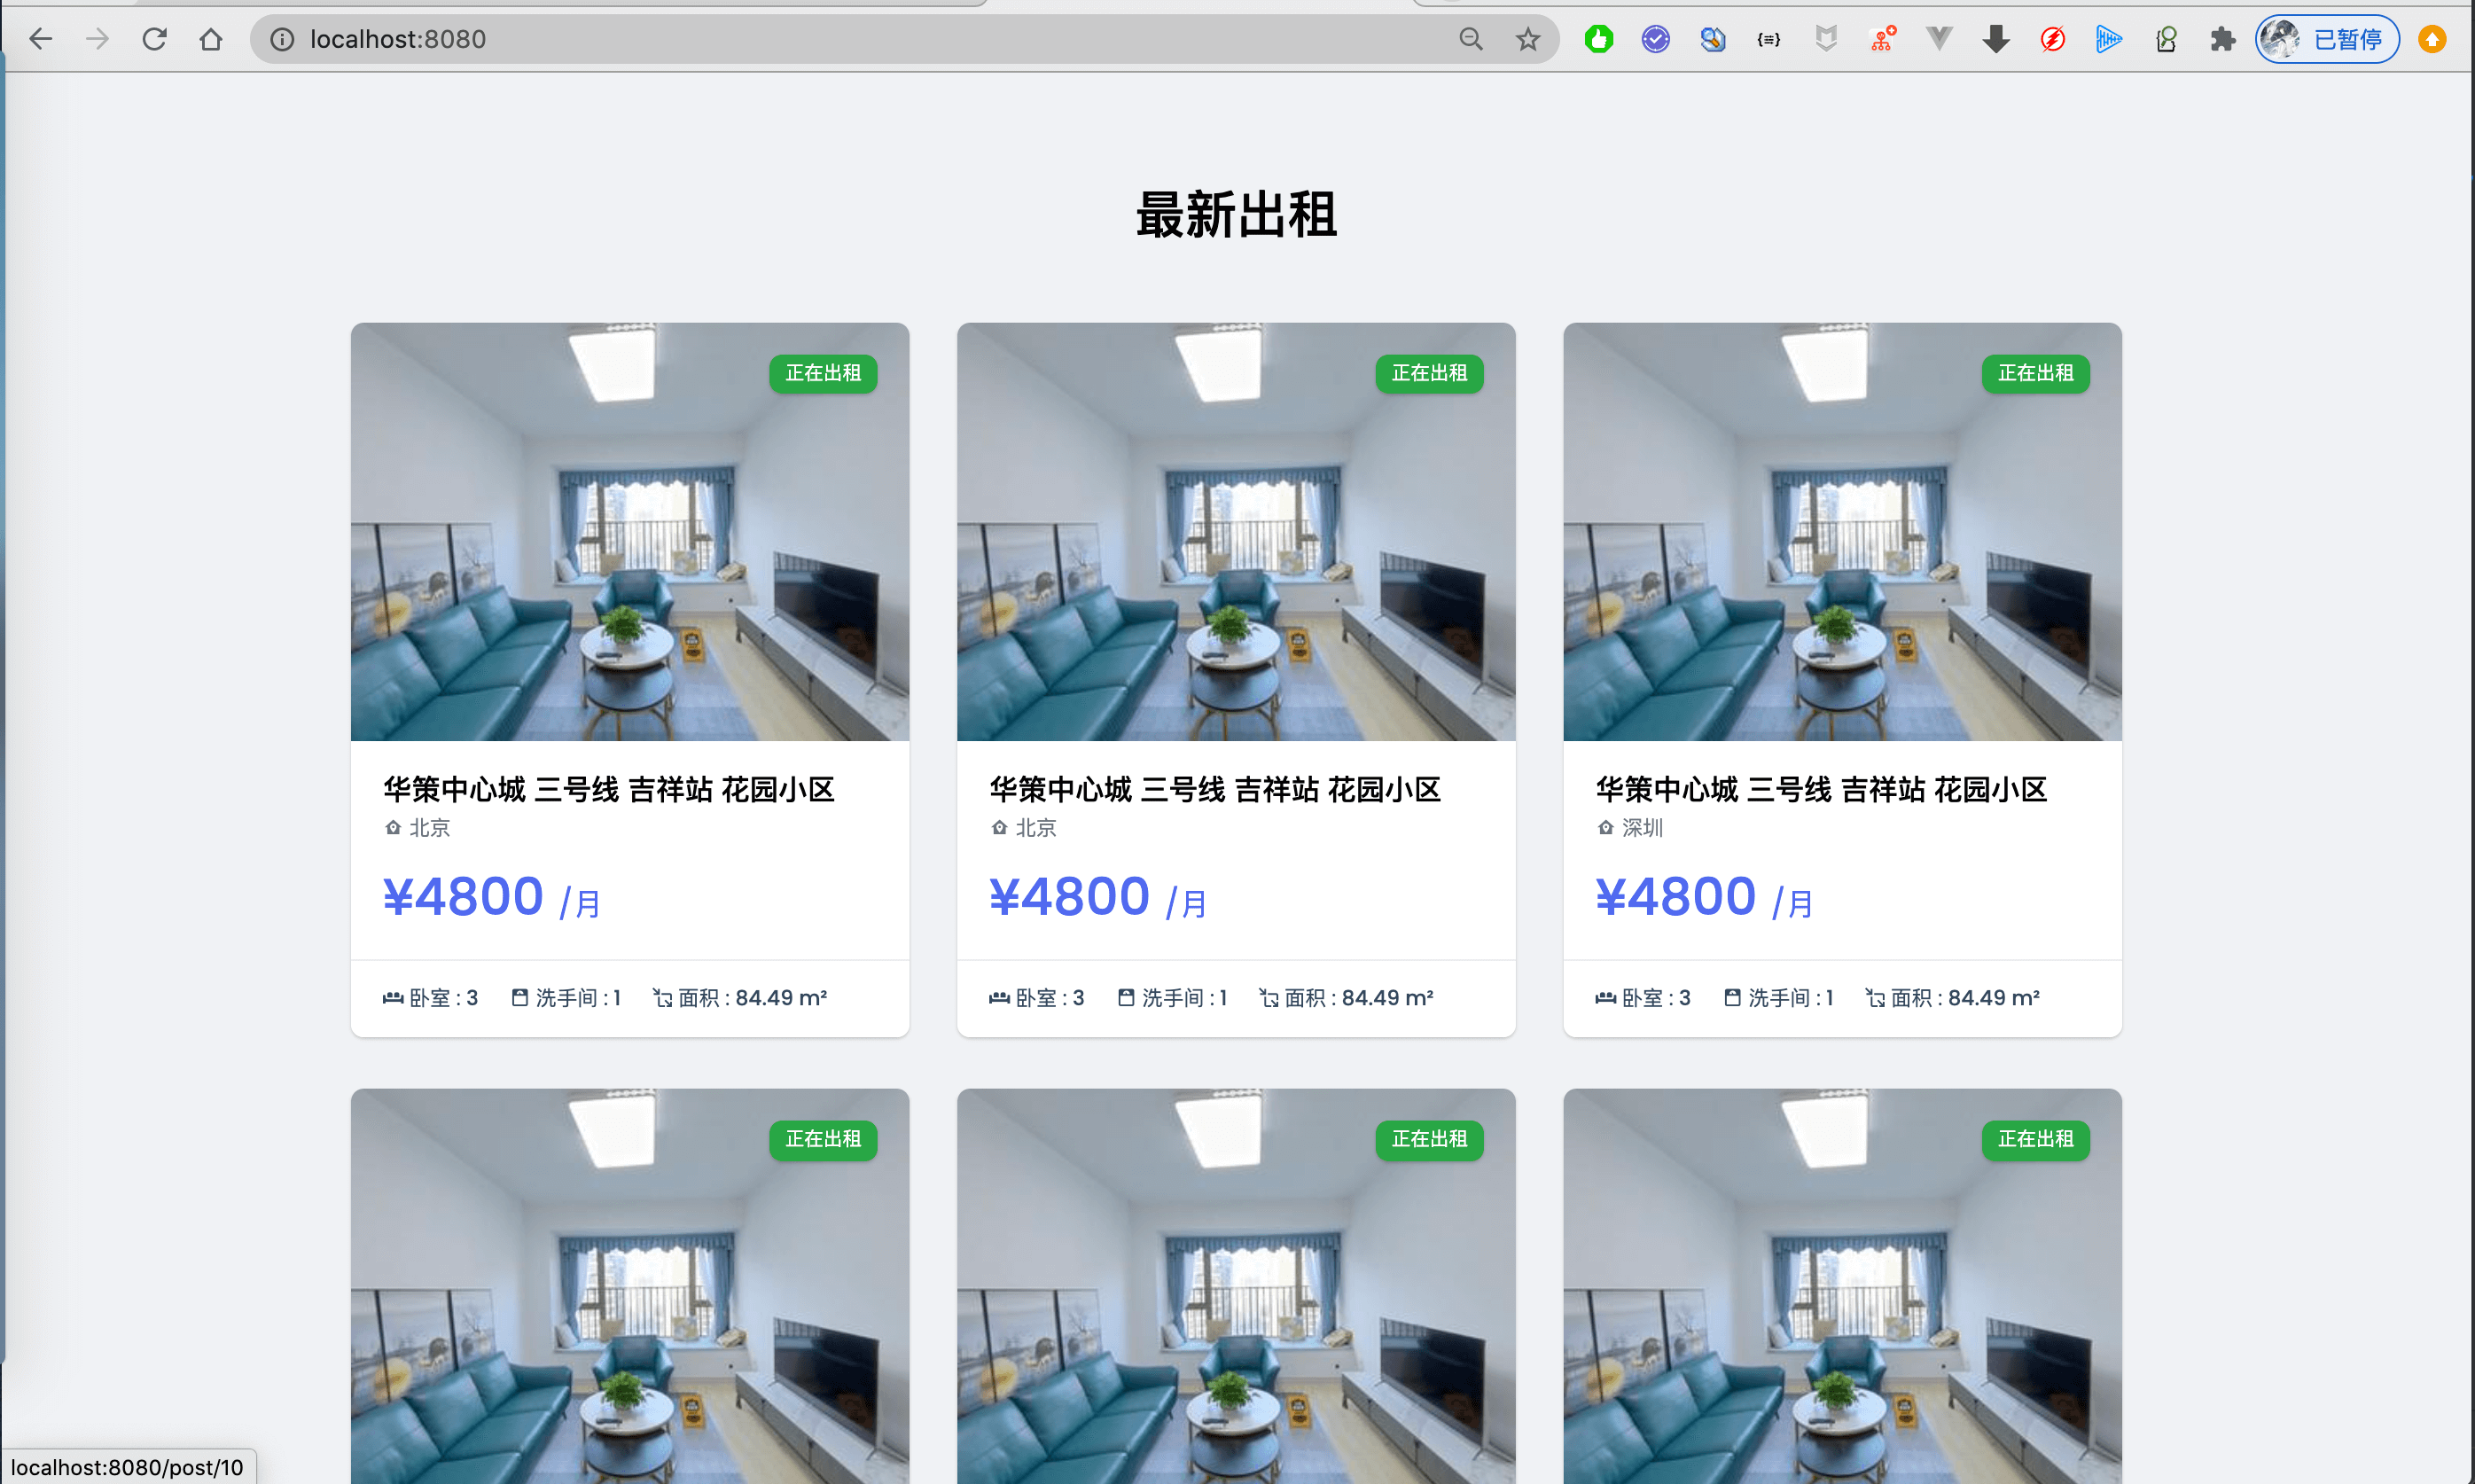 localhost:8080
已暂停
最新出租
正在出租
正在出租
正在出租
华策中心城 三号线 吉祥站 花园小区
北京
¥4800 /月
卧室 : 3 洗手间 : 1 面积 : 84.49 m²
华策中心城 三号线 吉祥站 花园小区
北京
¥4800 /月
卧室 : 3 洗手间 : 1 面积 : 84.49 m²
华策中心城 三号线 吉祥站 花园小区
深圳
¥4800 /月
卧室 : 3 洗手间 : 1 面积 : 84.49 m²
正在出租
正在出租
正在出租
localhost:8080/post/10